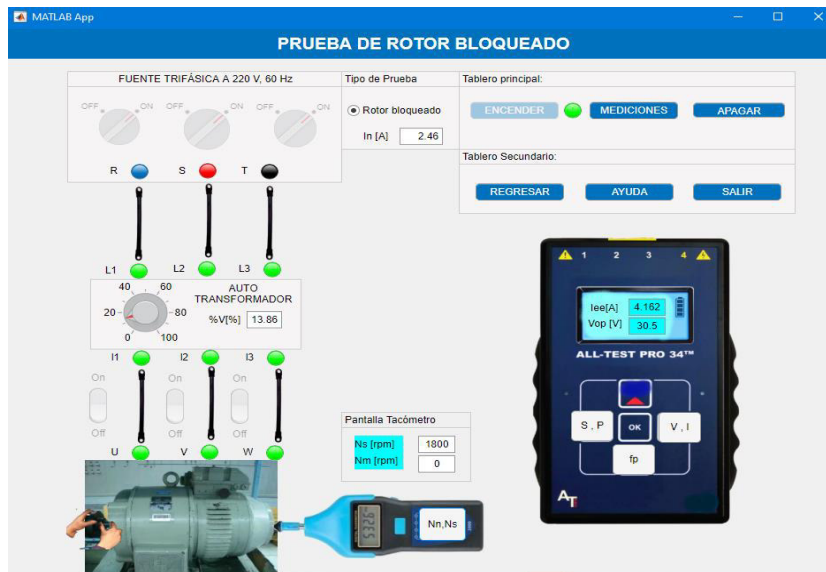 MATLAB App
PRUEBA DE ROTOR BLOQUEADO
FUENTE TRIFÁSICA A 220 V, 60 Hz
OFF ON OFF ON OFF ON
R S T
Tipo de Prueba
Rotor bloqueado
In [A] 2.46
Tablero principal:
ENCENDER MEDICIONES APAGAR
Tablero Secundario:
REGRESAR AYUDA SALIR
L1 L2 L3
0 20 40 60 80 100
AUTO
TRANSFORMADOR
%V[%] 13.86
I1 I2 I3
On On On
Off Off Off
U V W
Pantalla Tacómetro
Ns [rpm] 1800
Nm [rpm] 0
Nn,Ns
1 2 3 4
Iee[A] 4.162
Vop [V] 30.5
ALL-TEST PRO 34™
S , P OK V , I
fp
AT